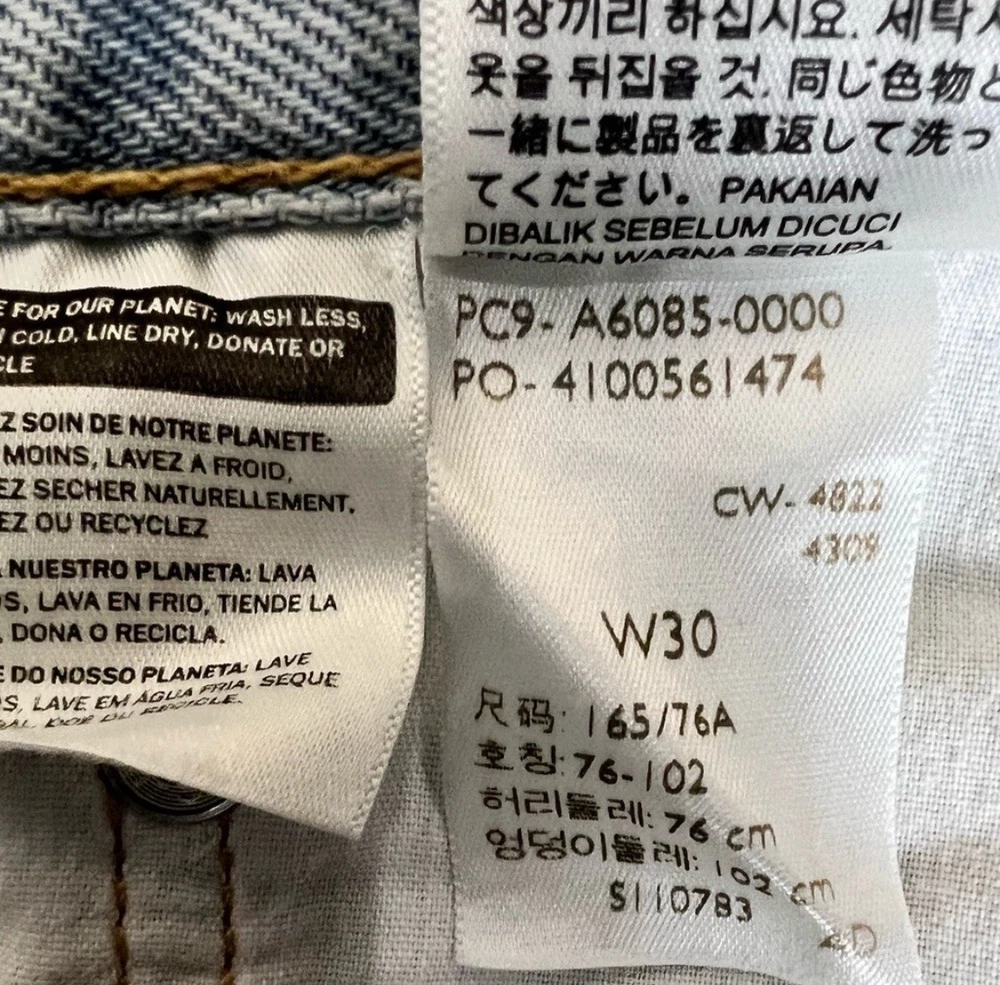 FOR OUR PLANET: WASH LESS,
COLD, LINE DRY, DONATE OR
Z SOIN DE NOTRE PLANETE:
MOINS, LAVEZ A FROID,
EZ SECHER NATURELLEMENT.
EZ OU RECYCLEZ
NUESTRO PLANETA: LAVA
S, LAVA EN FRIO, TIENDE LA
, DONA O RECICLA.
E DO NOSSO PLANETA: LAVE
S, LAVE EM ÁGUA FRIA, SEQUE
색상끼리 하십시오. 세탁시
옷을 뒤집을 것. 同じ色物と
一緒に製品を裏返して洗っ
てください。 PAKAIAN
DIBALIK SEBELUM DICUCI
DENGAN WARNA SERUPA.
PC9- A6085-0000
PO- 4100561474
CW- 4822
4309
W30
尺码: 165/76A
호칭: 76-102
허리둘레: 76 cm
엉덩이둘레: 102 cm
S110783